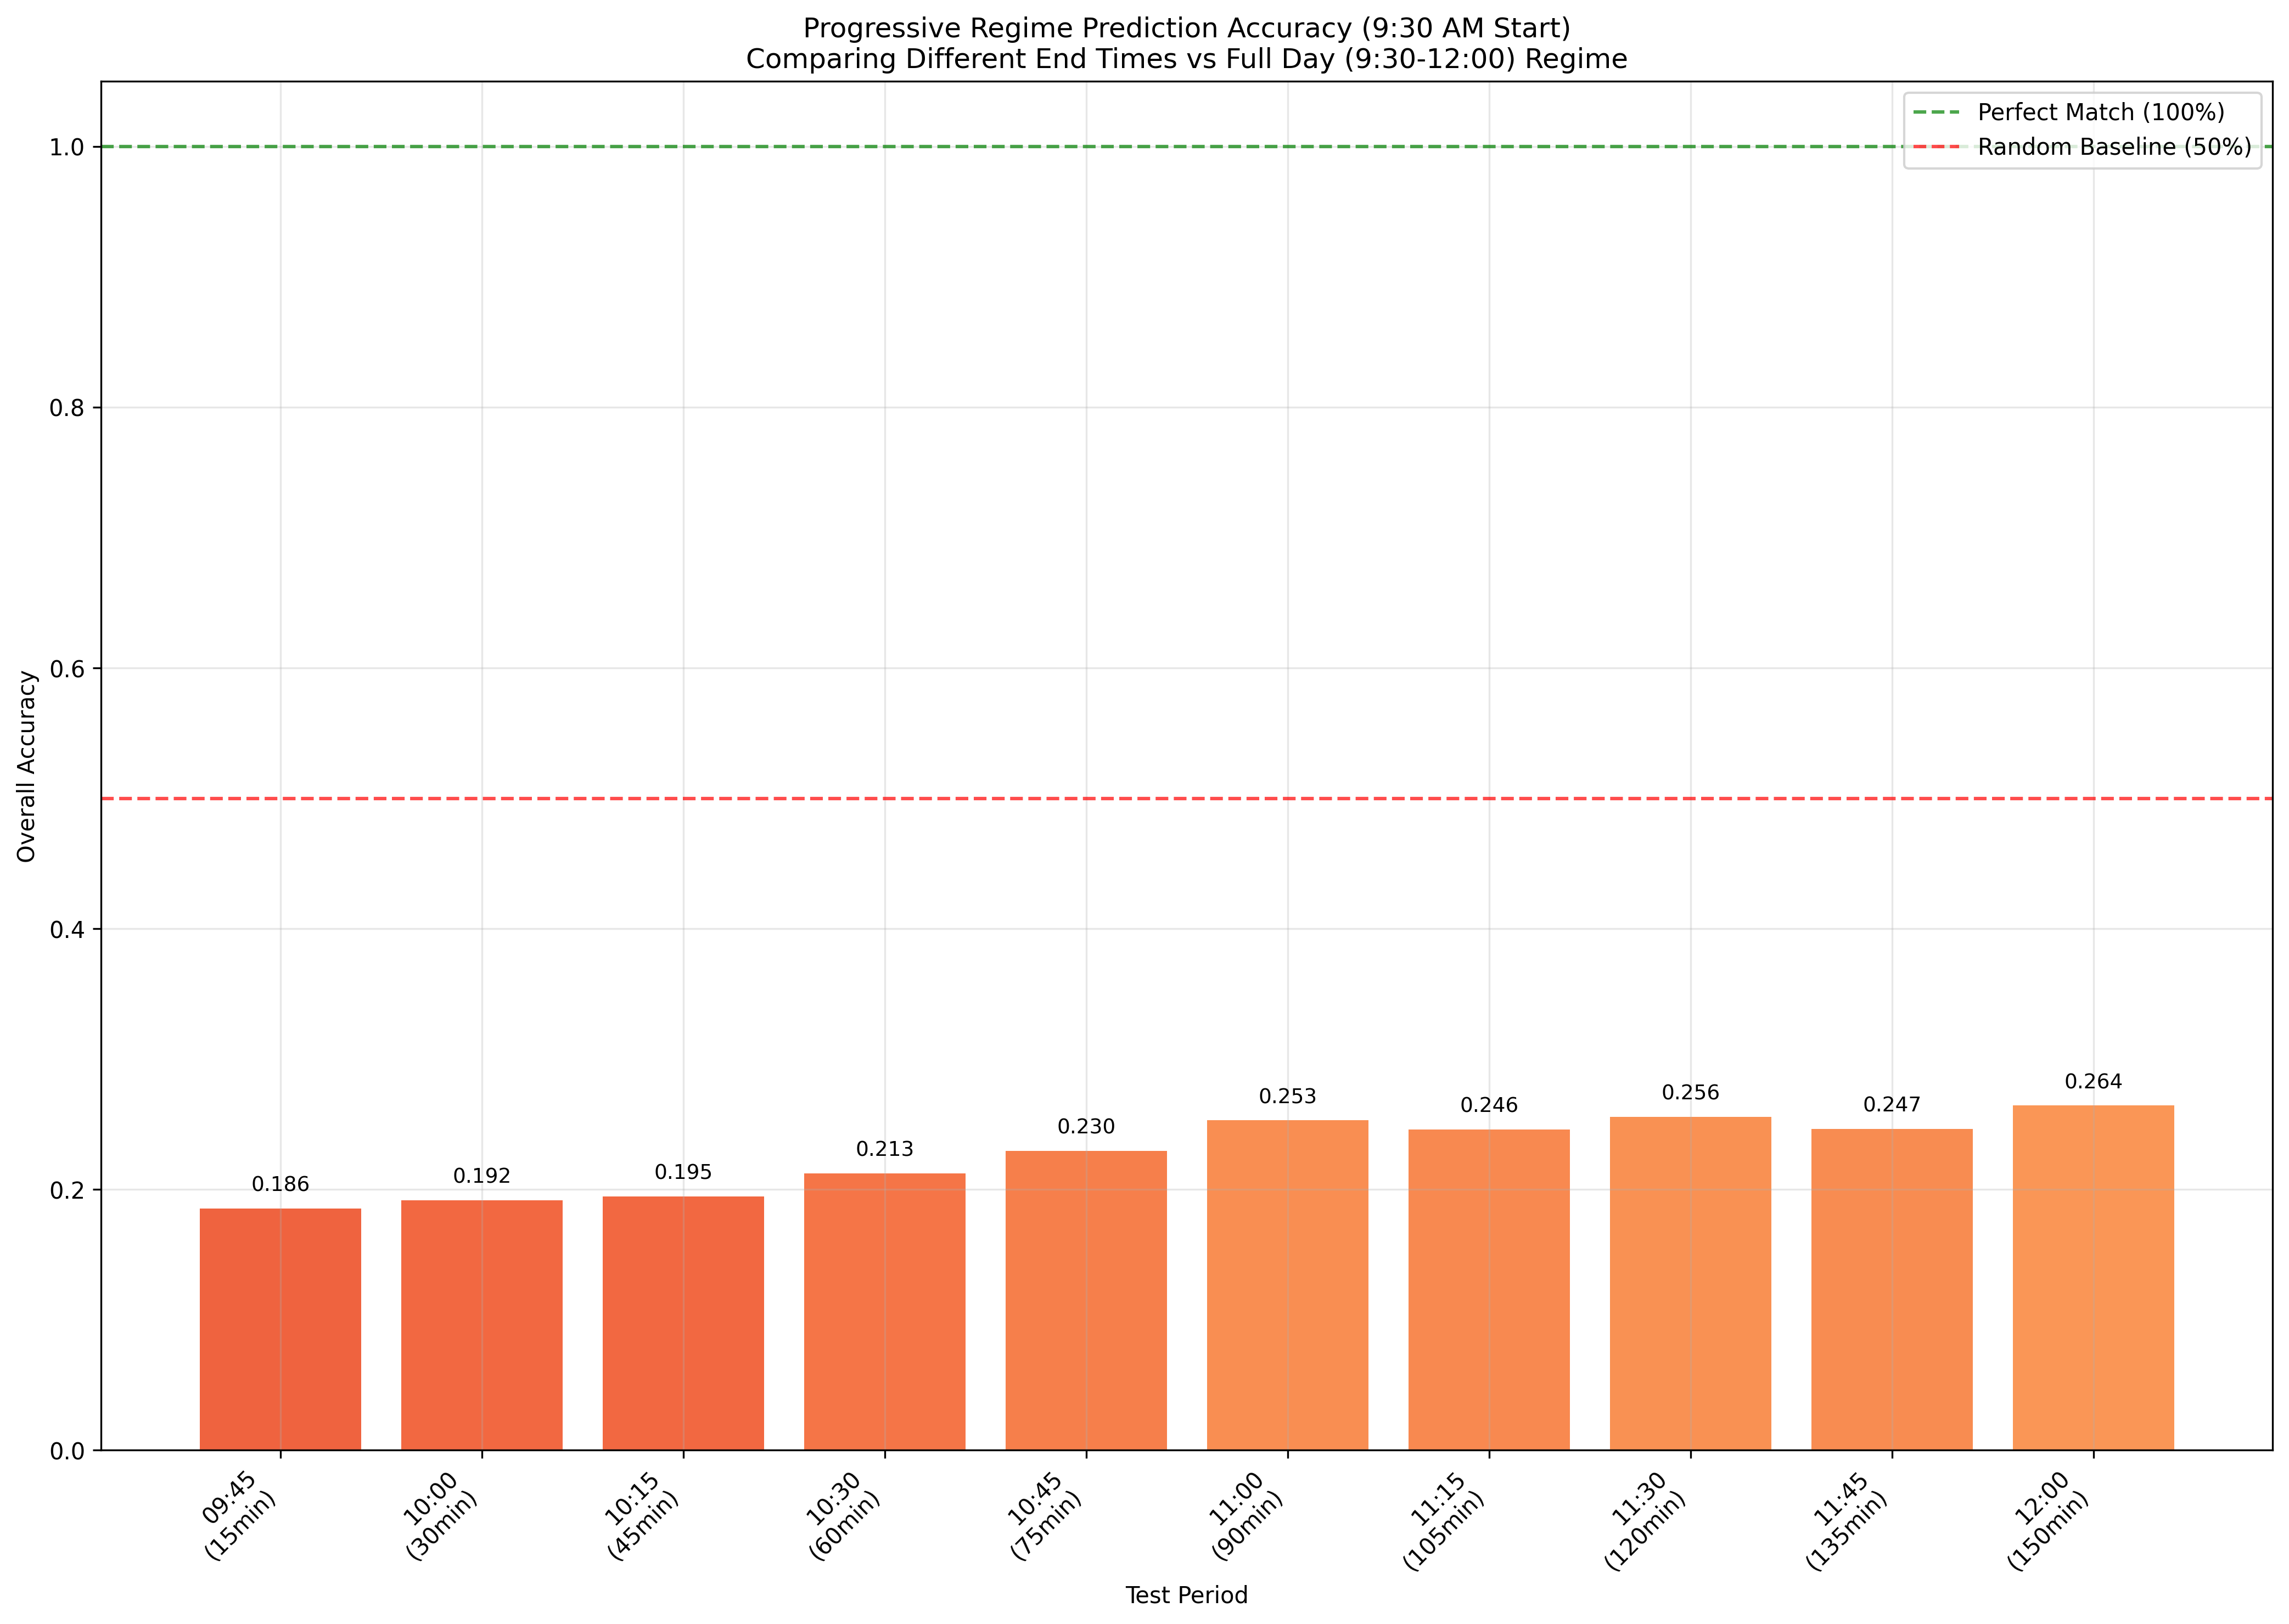 Progressive Regime Prediction Accuracy (9:30 AM Start)
Comparing Different End Times vs Full Day (9:30-12:00) Regime
Perfect Match (100%)
Random Baseline (50%)
Overall Accuracy
1.0
0.8
0.6
0.4
0.2
0.0
0.186
0.192
0.195
0.213
0.230
0.253
0.246
0.256
0.247
0.264
09:45
(15min)
10:00
(30min)
10:15
(45min)
10:30
(60min)
10:45
(75min)
11:00
(90min)
11:15
(105min)
11:30
(120min)
11:45
(135min)
12:00
(150min)
Test Period